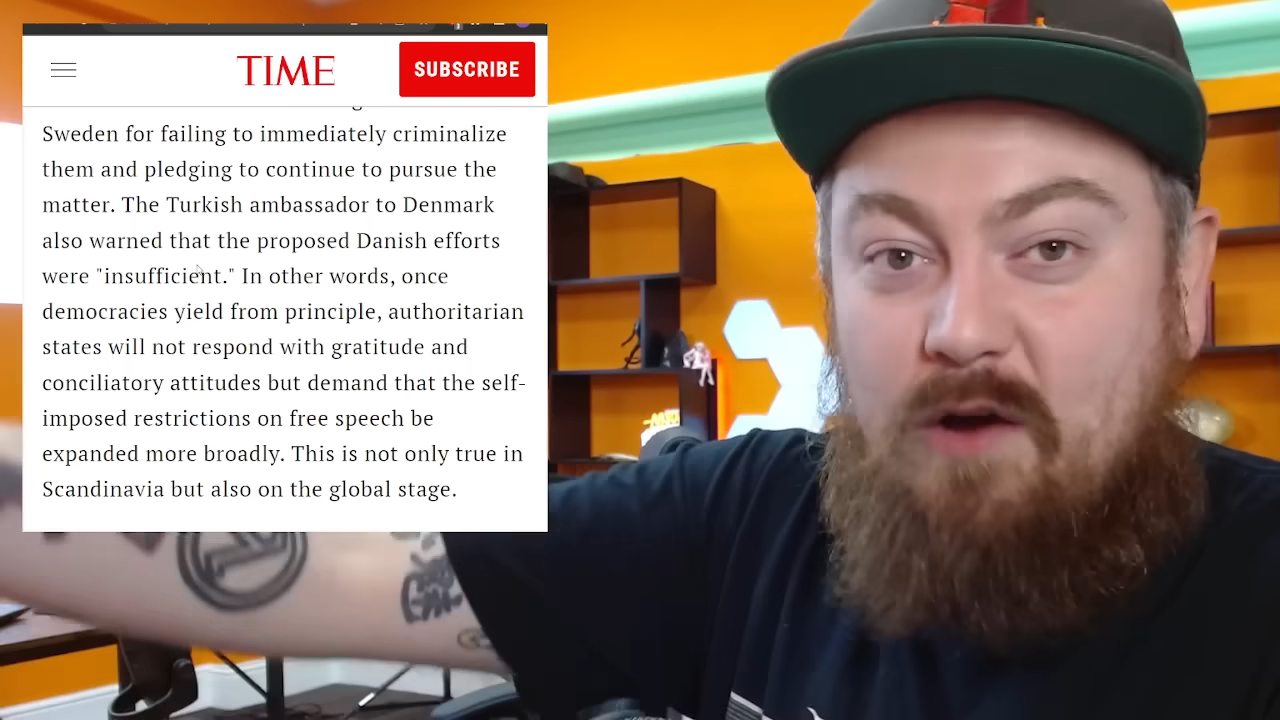 TIME
SUBSCRIBE
Sweden for failing to immediately criminalize
them and pledging to continue to pursue the
matter. The Turkish ambassador to Denmark
also warned that the proposed Danish efforts
were "insufficient." In other words, once
democracies yield from principle, authoritarian
states will not respond with gratitude and
conciliatory attitudes but demand that the self-
imposed restrictions on free speech be
expanded more broadly. This is not only true in
Scandinavia but also on the global stage.